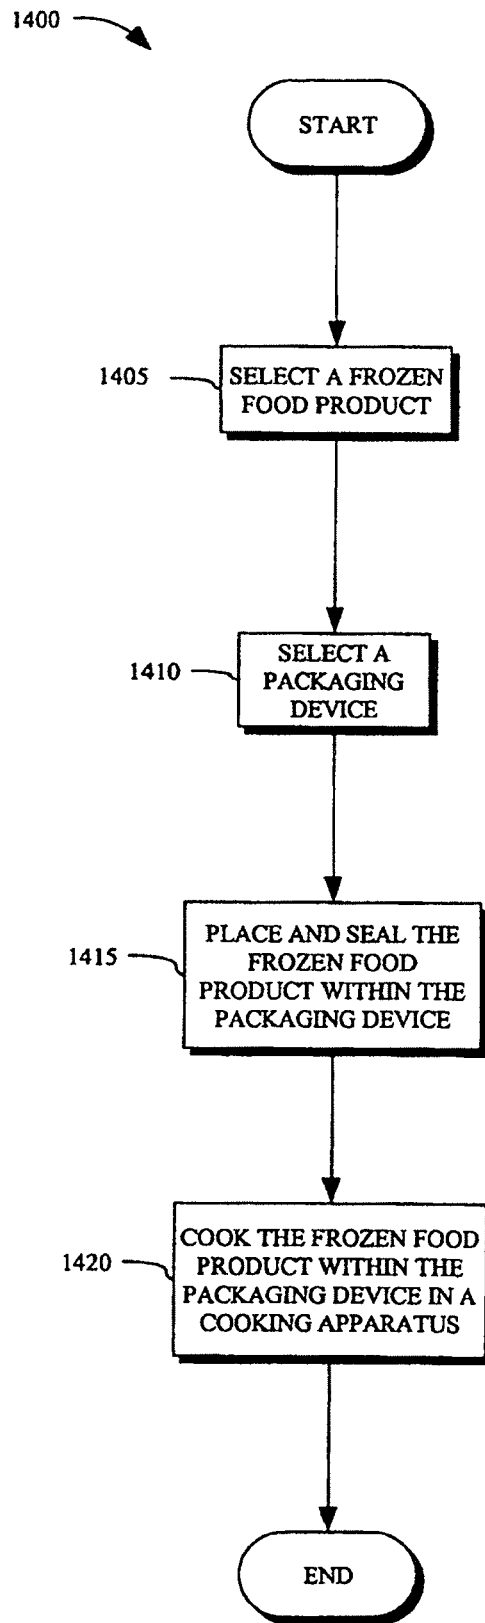 1400
START
1405
SELECT A FROZEN
FOOD PRODUCT
1410
SELECT A
PACKAGING
DEVICE
1415
PLACE AND SEAL THE
FROZEN FOOD
PRODUCT WITHIN THE
PACKAGING DEVICE
1420
COOK THE FROZEN FOOD
PRODUCT WITHIN THE
PACKAGING DEVICE IN A
COOKING APPARATUS
END